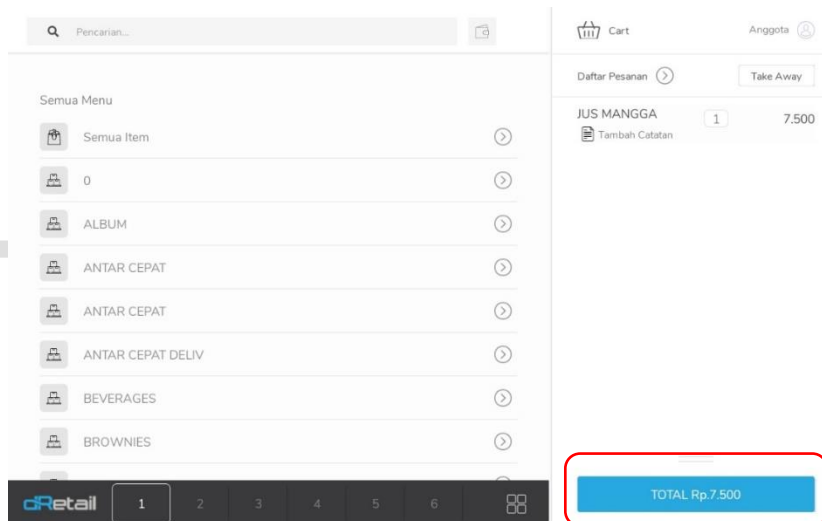 Pencarian...
Semua Menu
Semua Item
0
ALBUM
ANTAR CEPAT
ANTAR CEPAT
ANTAR CEPAT DELIV
BEVERAGES
BROWNIES
dRetail 1 2 3 4 5 6
Cart Anggota
Daftar Pesanan Take Away
JUS MANGGA 1 7.500
Tambah Catatan
TOTAL Rp.7.500